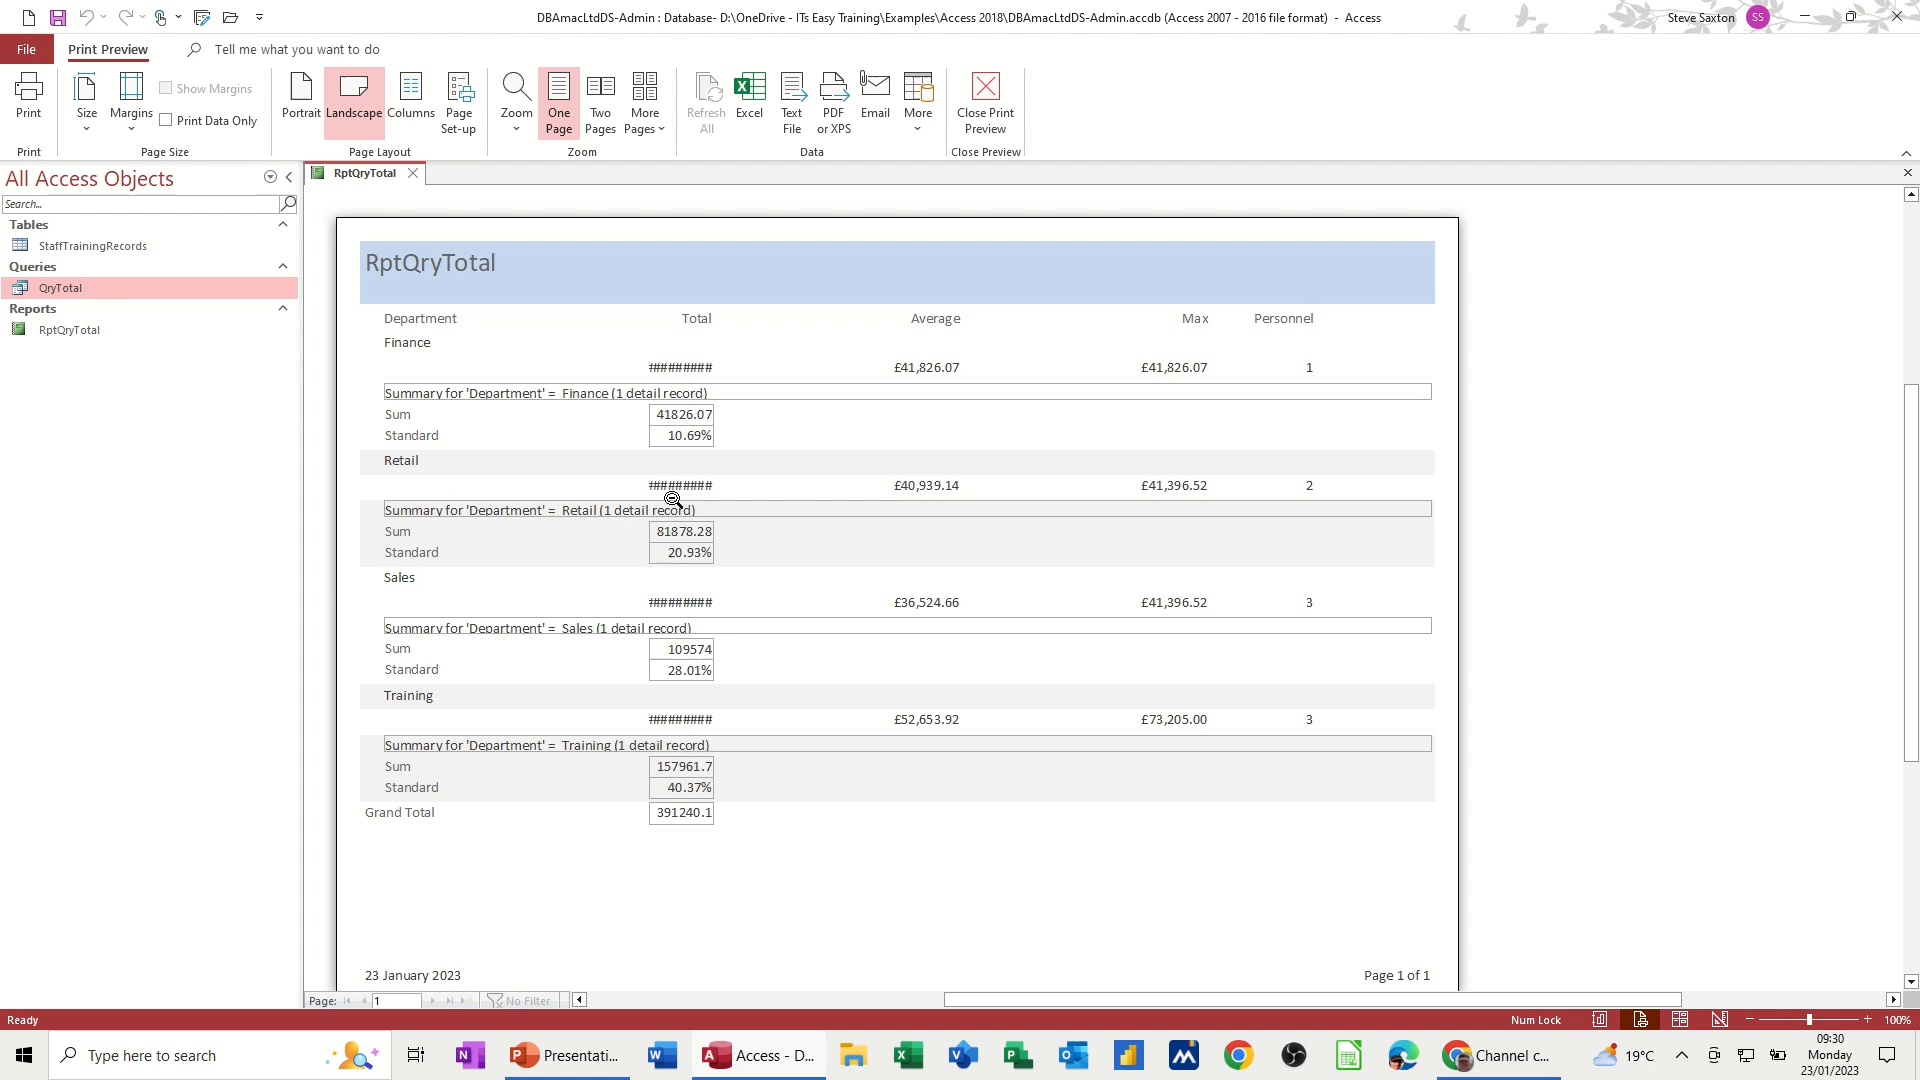 DBAmacLtdDS-Admin : Database- D:\OneDrive - ITs Easy Training\Examples\Access 2018\DBAmacLtdDS-Admin.accdb (Access 2007 - 2016 file format) - Access
Steve Saxton SS
File Print Preview Tell me what you want to do
Print
Size
Margins
Show Margins
Print Data Only
Portrait
Landscape
Columns
Page
Set-up
Zoom
One
Page
Two
Pages
More
Pages
Refresh
All
Excel
Text
File
PDF
or XPS
Email
More
Close Print
Preview
Print Page Size Page Layout Zoom Data Close Preview
All Access Objects
Search...
Tables
StaffTrainingRecords
Queries
QryTotal
Reports
RptQryTotal
RptQryTotal
RptQryTotal
Department Total Average Max Personnel
Finance
######### £41,826.07 £41,826.07 1
Summary for 'Department' = Finance (1 detail record)
Sum 41826.07
Standard 10.69%
Retail
######### £40,939.14 £41,396.52 2
Summary for 'Department' = Retail (1 detail record)
Sum 81878.28
Standard 20.93%
Sales
######### £36,524.66 £41,396.52 3
Summary for 'Department' = Sales (1 detail record)
Sum 109574
Standard 28.01%
Training
######### £52,653.92 £73,205.00 3
Summary for 'Department' = Training (1 detail record)
Sum 157961.7
Standard 40.37%
Grand Total 391240.1
23 January 2023 Page 1 of 1
Page: 1 No Filter
Ready Num Lock 100%
Type here to search
Presentati...
Access - D...
Channel c...
19°C
09:30
Monday
23/01/2023